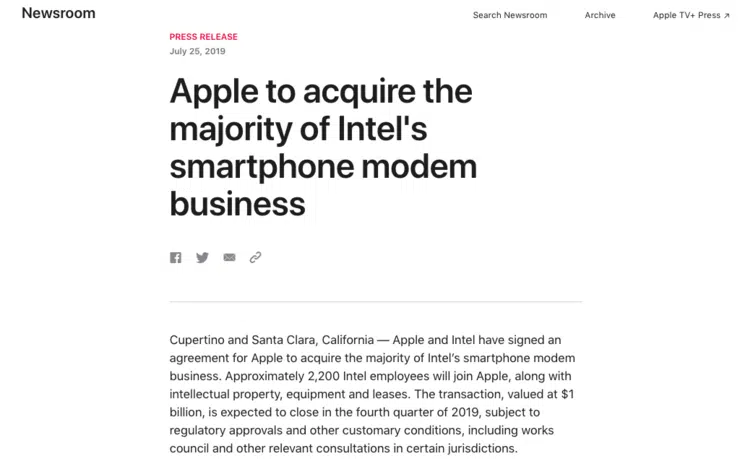 Newsroom
Search Newsroom
Archive
Apple TV+ Press ↗
PRESS RELEASE
July 25, 2019
Apple to acquire the
majority of Intel's
smartphone modem
business
Cupertino and Santa Clara, California — Apple and Intel have signed an
agreement for Apple to acquire the majority of Intel’s smartphone modem
business. Approximately 2,200 Intel employees will join Apple, along with
intellectual property, equipment and leases. The transaction, valued at $1
billion, is expected to close in the fourth quarter of 2019, subject to
regulatory approvals and other customary conditions, including works
council and other relevant consultations in certain jurisdictions.